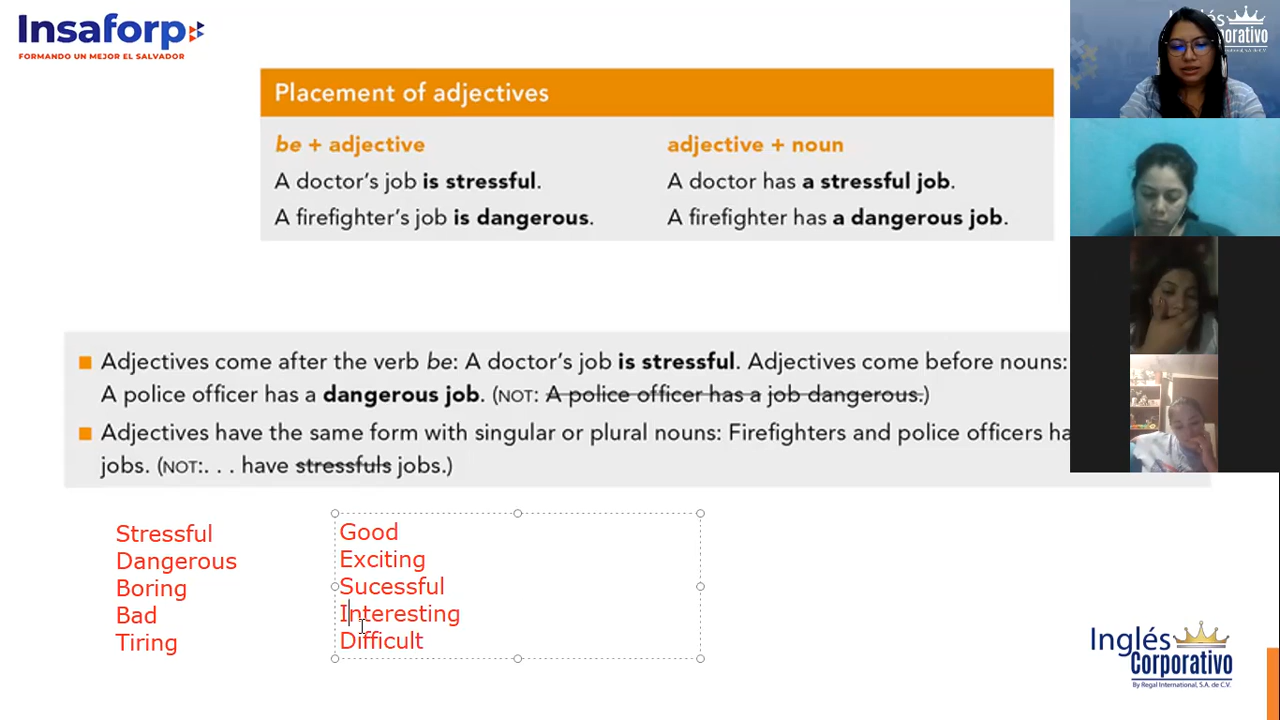 Insaforp
FORMANDO UN MEJOR EL SALVADOR
Inglés
Corporativo
Placement of adjectives
be + adjective
A doctor's job is stressful.
A firefighter's job is dangerous.
adjective + noun
A doctor has a stressful job.
A firefighter has a dangerous job.
Adjectives come after the verb be: A doctor's job is stressful. Adjectives come before nouns:
A police officer has a dangerous job. (NOT: A police officer has a job dangerous.)
Adjectives have the same form with singular or plural nouns: Firefighters and police officers ha
jobs. (NOT:. . . have stressfuls jobs.)
Stressful
Dangerous
Boring
Bad
Tiring
Good
Exciting
Sucessful
Interesting
Difficult
Inglés
Corporativo
By Regal International, S.A. de C.V.